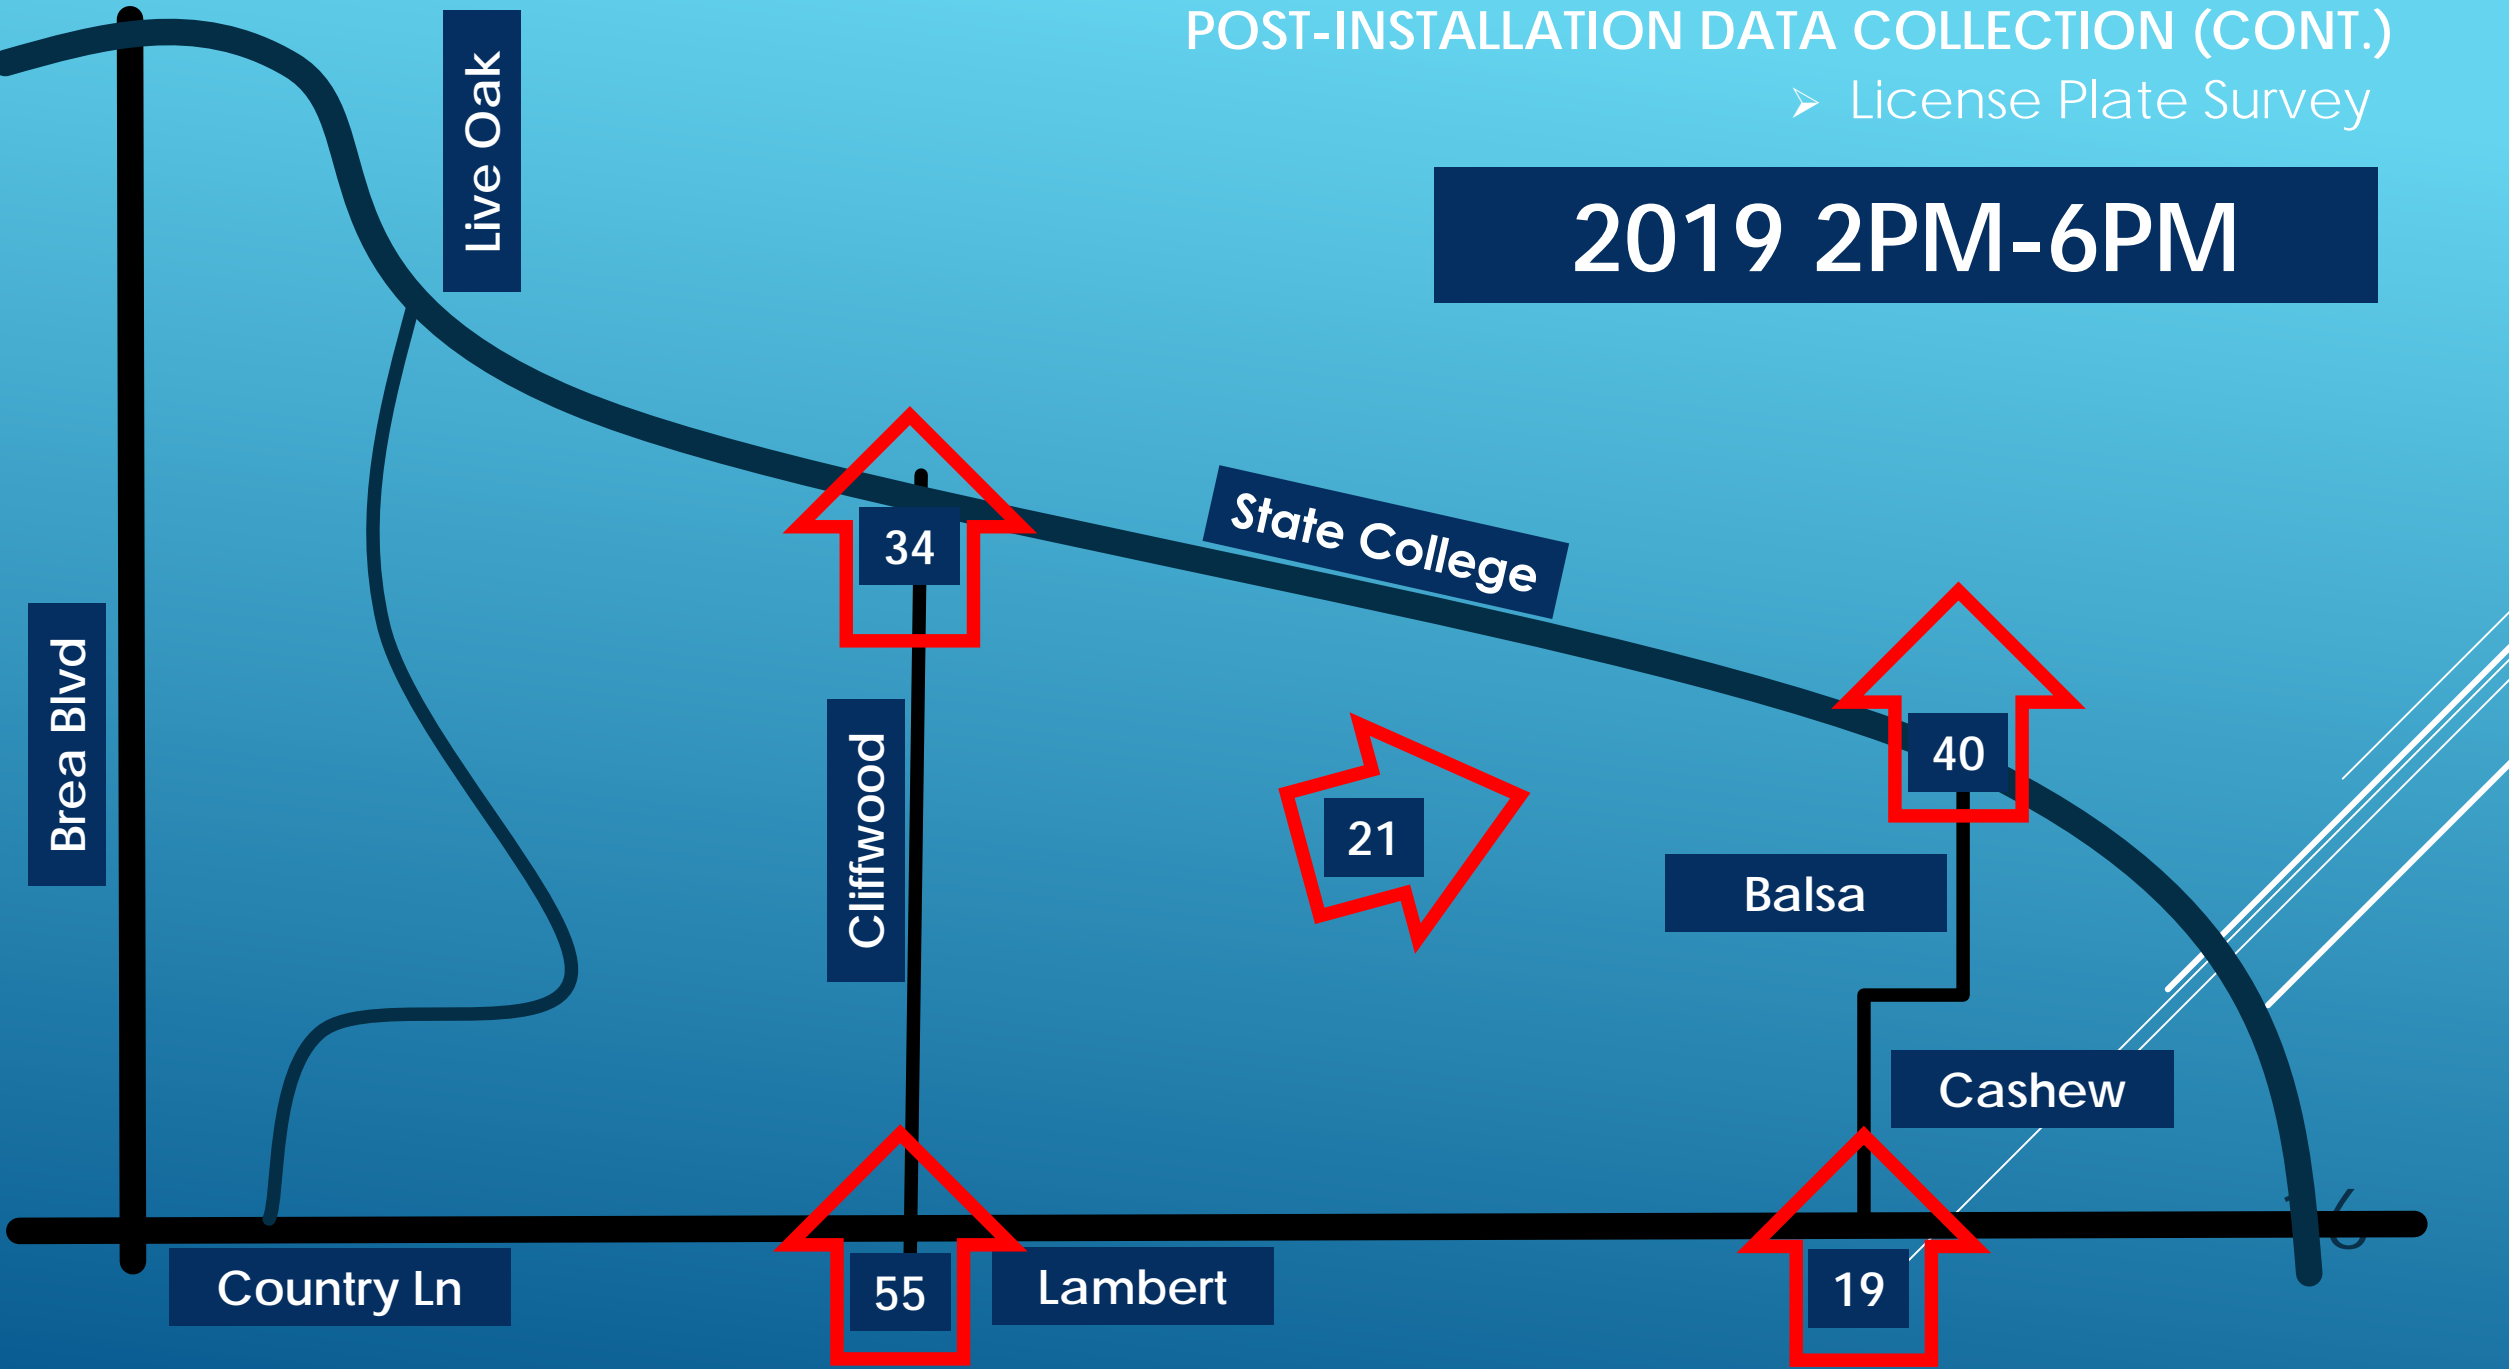 POST-INSTALLATION DATA COLLECTION (CONT.)
➢ License Plate Survey
2019 2PM-6PM
Live Oak
State College
34
Brea Blvd
Cliffwood
40
21
Balsa
Cashew
16
Country Ln
55
Lambert
19